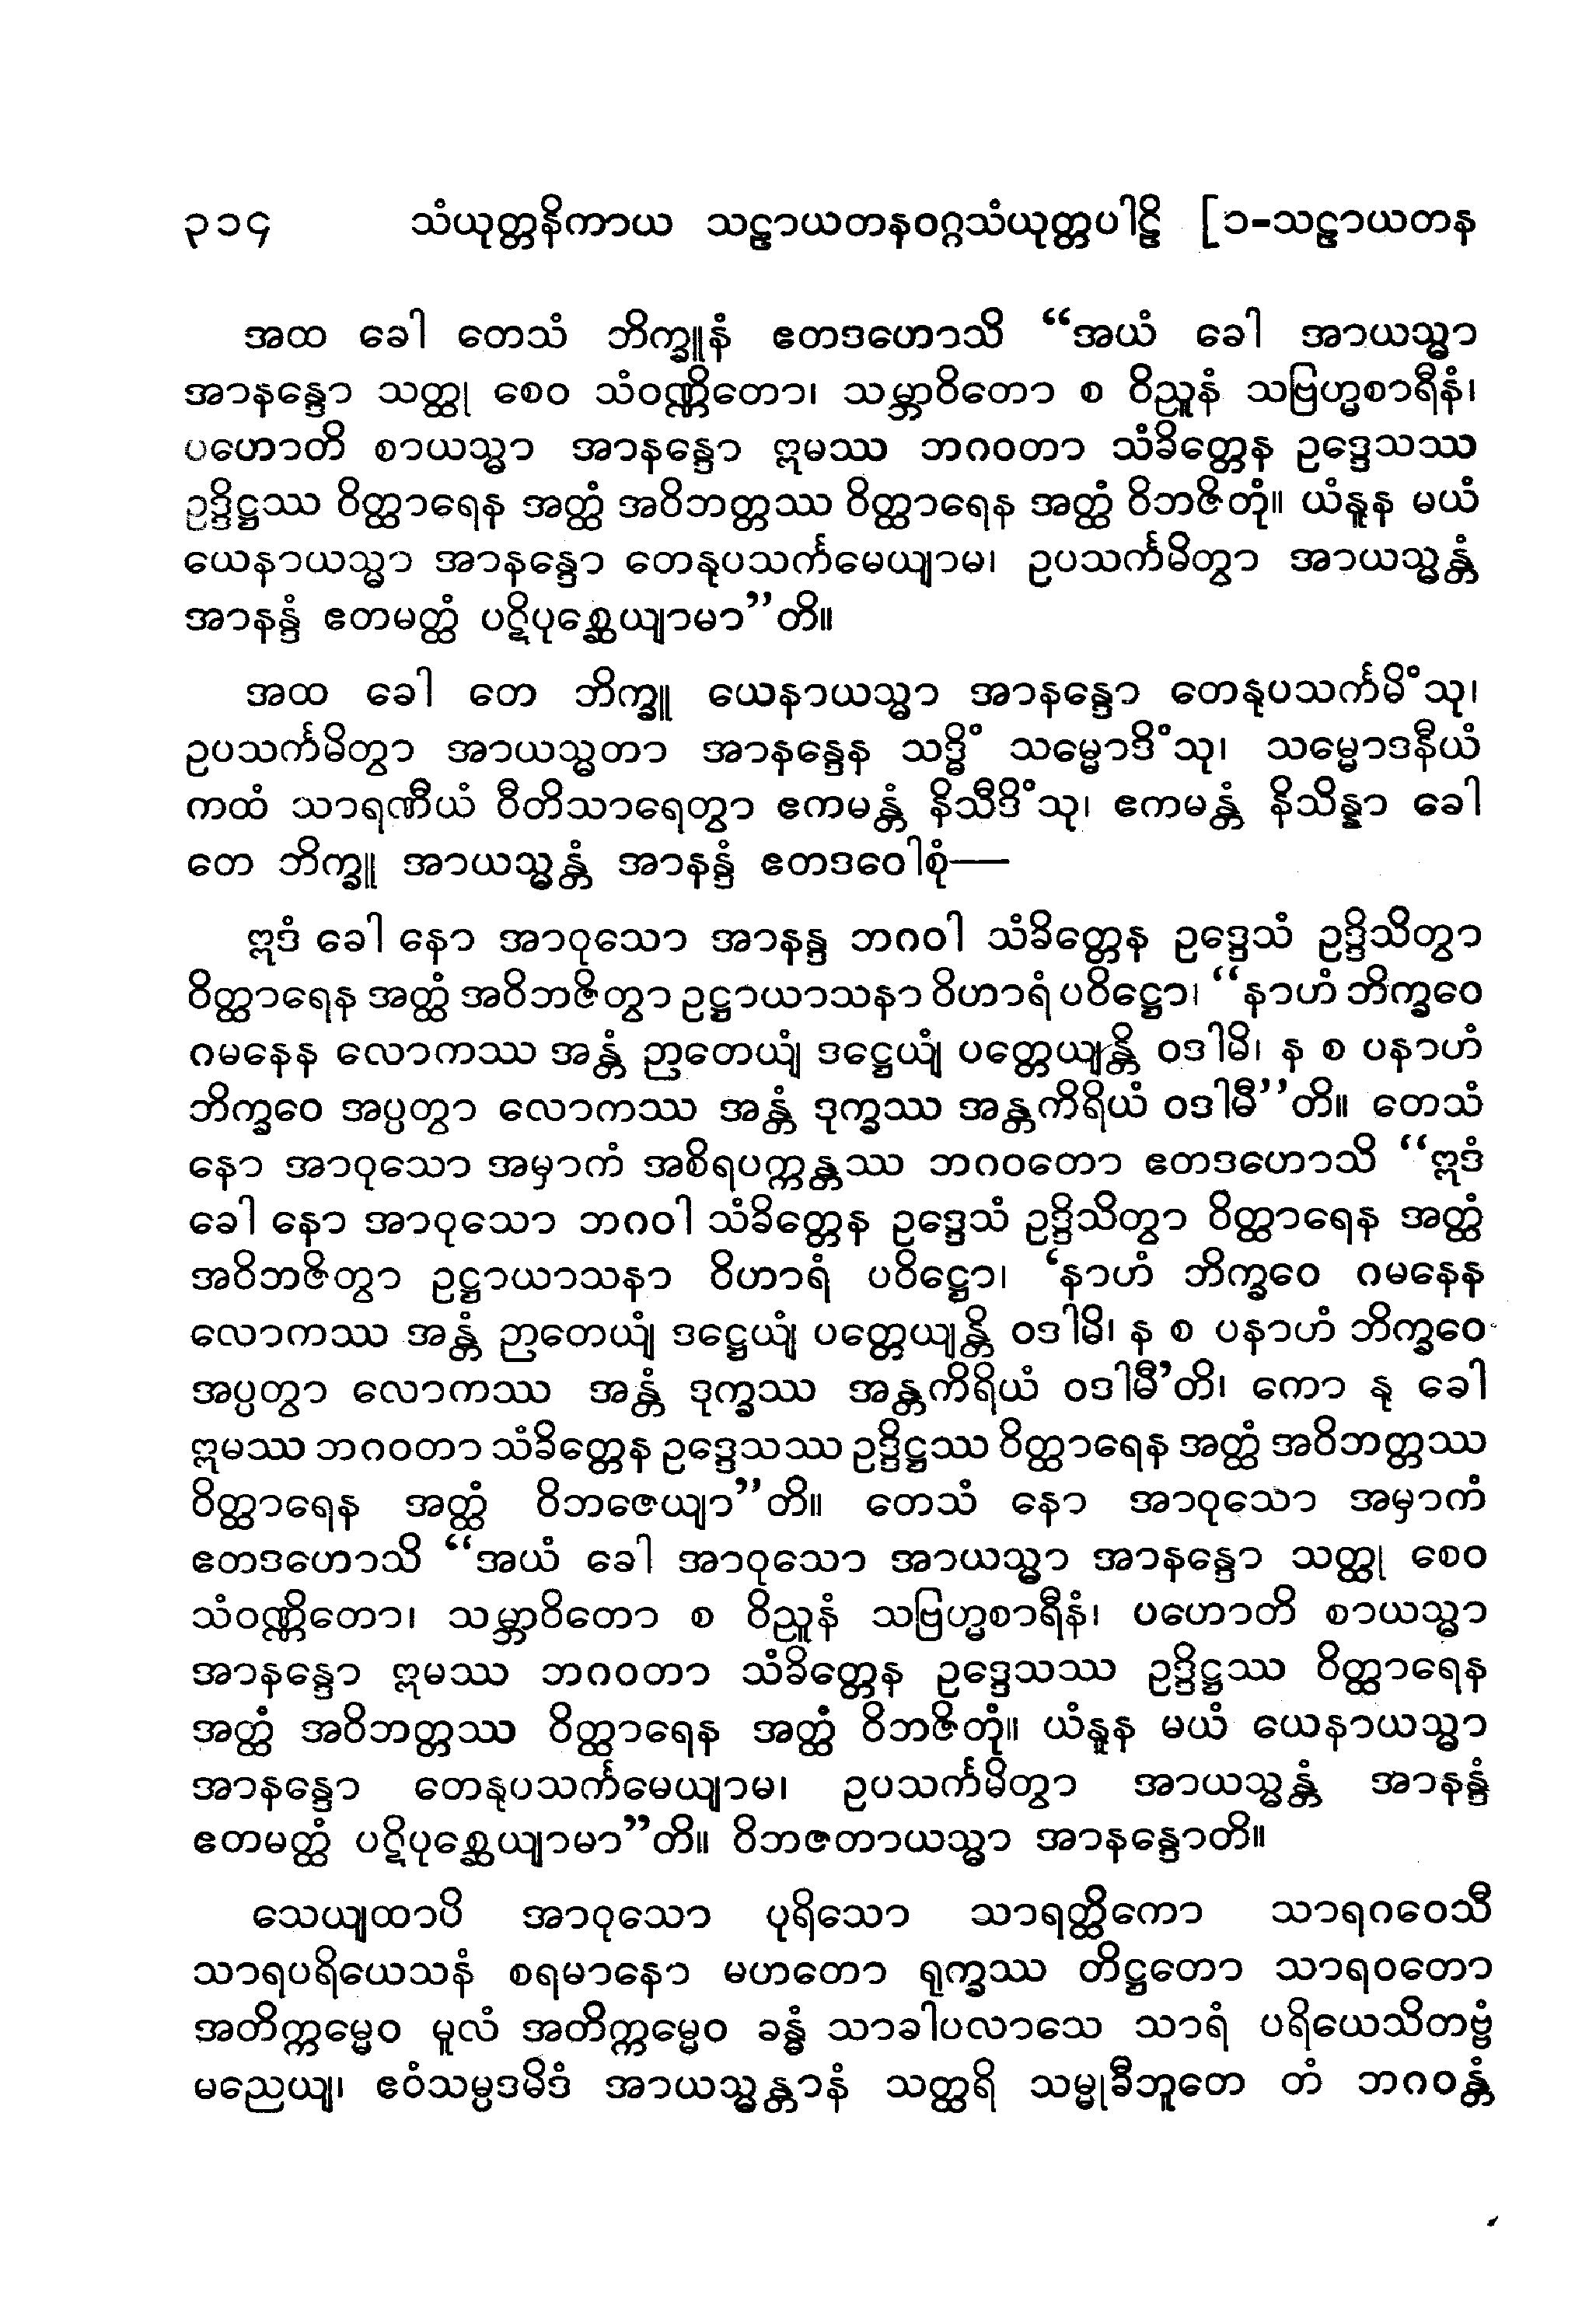 ၃၁၄ သံယုတ္တနိကာယ သဠာယတနဝဂ္ဂသံယုတ္တပါဠိ [၁-သဠာယတန
အထ ခေါ တေသံ ဘိက္ခူနံ ဧတဒဟောသိ “အယံ ခေါ အာယသ္မာ
အာနန္ဒော သတ္ထု စေဝ သံဝဏ္ဏိတော၊ သမ္ဘာဝိတော စ ဝိညူနံ သဗြဟ္မစာရီနံ၊
ပဟောတိ စာယသ္မာ အာနန္ဒော ဣမဿ ဘဂဝတာ သံခိတ္တေန ဥဒ္ဒေသဿ
ဥဒ္ဒိဋ္ဌဿ ဝိတ္ထာရေန အတ္ထံ အဝိဘတ္တဿ ဝိတ္ထာရေန အတ္ထံ ဝိဘဇိတုံ။ ယံနူန မယံ
ယေနာယသ္မာ အာနန္ဒော တေနုပသင်္ကမေယျာမ၊ ဥပသင်္ကမိတွာ အာယသ္မန္တံ
အာနန္ဒံ ဧတမတ္ထံ ပဋိပုစ္ဆေယျာမာ”တိ။
အထ ခေါ တေ ဘိက္ခူ ယေနာယသ္မာ အာနန္ဒော တေနုပသင်္ကမိံသု၊
ဥပသင်္ကမိတွာ အာယသ္မတာ အာနန္ဒေန သဒ္ဓိံ သမ္မောဒိံသု၊ သမ္မောဒနီယံ
ကထံ သာရဏီယံ ဝီတိသာရေတွာ ဧကမန္တံ နိသီဒိံသု၊ ဧကမန္တံ နိသိန္နာ ခေါ
တေ ဘိက္ခူ အာယသ္မန္တံ အာနန္ဒံ ဧတဒဝေါစုံ—
ဣဒံ ခေါ နော အာဝုသော အာနန္ဒ ဘဂဝါ သံခိတ္တေန ဥဒ္ဒေသံ ဥဒ္ဒိသိတွာ
ဝိတ္ထာရေန အတ္ထံ အဝိဘဇိတွာ ဥဋ္ဌာယာသနာ ဝိဟာရံ ပဝိဋ္ဌော၊ “နာဟံ ဘိက္ခဝေ
ဂမနေန လောကဿ အန္တံ ဉာတေယျံ ဒဋ္ဌေယျံ ပတ္တေယျန္တိ ဝဒါမိ၊ န စ ပနာဟံ
ဘိက္ခဝေ အပ္ပတွာ လောကဿ အန္တံ ဒုက္ခဿ အန္တကိရိယံ ဝဒါမီ”တိ။ တေသံ
နော အာဝုသော အမှာကံ အစိရပက္ကန္တဿ ဘဂဝတော ဧတဒဟောသိ “ဣဒံ
ခေါ နော အာဝုသော ဘဂဝါ သံခိတ္တေန ဥဒ္ဒေသံ ဥဒ္ဒိသိတွာ ဝိတ္ထာရေန အတ္ထံ
အဝိဘဇိတွာ ဥဋ္ဌာယာသနာ ဝိဟာရံ ပဝိဋ္ဌော၊ ‘နာဟံ ဘိက္ခဝေ ဂမနေန
လောကဿ အန္တံ ဉာတေယျံ ဒဋ္ဌေယျံ ပတ္တေယျန္တိ ဝဒါမိ၊ န စ ပနာဟံ ဘိက္ခဝေ
အပ္ပတွာ လောကဿ အန္တံ ဒုက္ခဿ အန္တကိရိယံ ဝဒါမီ’တိ၊ ကော နု ခေါ
ဣမဿ ဘဂဝတာ သံခိတ္တေန ဥဒ္ဒေသဿ ဥဒ္ဒိဋ္ဌဿ ဝိတ္ထာရေန အတ္ထံ အဝိဘတ္တဿ
ဝိတ္ထာရေန အတ္ထံ ဝိဘဇေယျာ”တိ။ တေသံ နော အာဝုသော အမှာကံ
ဧတဒဟောသိ “အယံ ခေါ အာဝုသော အာယသ္မာ အာနန္ဒော သတ္ထု စေဝ
သံဝဏ္ဏိတော၊ သမ္ဘာဝိတော စ ဝိညူနံ သဗြဟ္မစာရီနံ၊ ပဟောတိ စာယသ္မာ
အာနန္ဒော ဣမဿ ဘဂဝတာ သံခိတ္တေန ဥဒ္ဒေသဿ ဥဒ္ဒိဋ္ဌဿ ဝိတ္ထာရေန
အတ္ထံ အဝိဘတ္တဿ ဝိတ္ထာရေန အတ္ထံ ဝိဘဇိတုံ။ ယံနူန မယံ ယေနာယသ္မာ
အာနန္ဒော တေနုပသင်္ကမေယျာမ၊ ဥပသင်္ကမိတွာ အာယသ္မန္တံ အာနန္ဒံ
ဧတမတ္ထံ ပဋိပုစ္ဆေယျာမာ”တိ။ ဝိဘဇတာယသ္မာ အာနန္ဒောတိ။
သေယျထာပိ အာဝုသော ပုရိသော သာရတ္ထိကော သာရဂဝေသီ
သာရပရိယေသနံ စရမာနော မဟတော ရုက္ခဿ တိဋ္ဌတော သာရဝတော
အတိက္ကမ္မေဝ မူလံ အတိက္ကမ္မေဝ ခန္ဓံ သာခါပလာသေ သာရံ ပရိယေသိတဗ္ဗံ
မညေယျ၊ ဧဝံသမ္ပဒမိဒံ အာယသ္မန္တာနံ သတ္ထရိ သမ္မုခီဘူတေ တံ ဘဂဝန္တံ